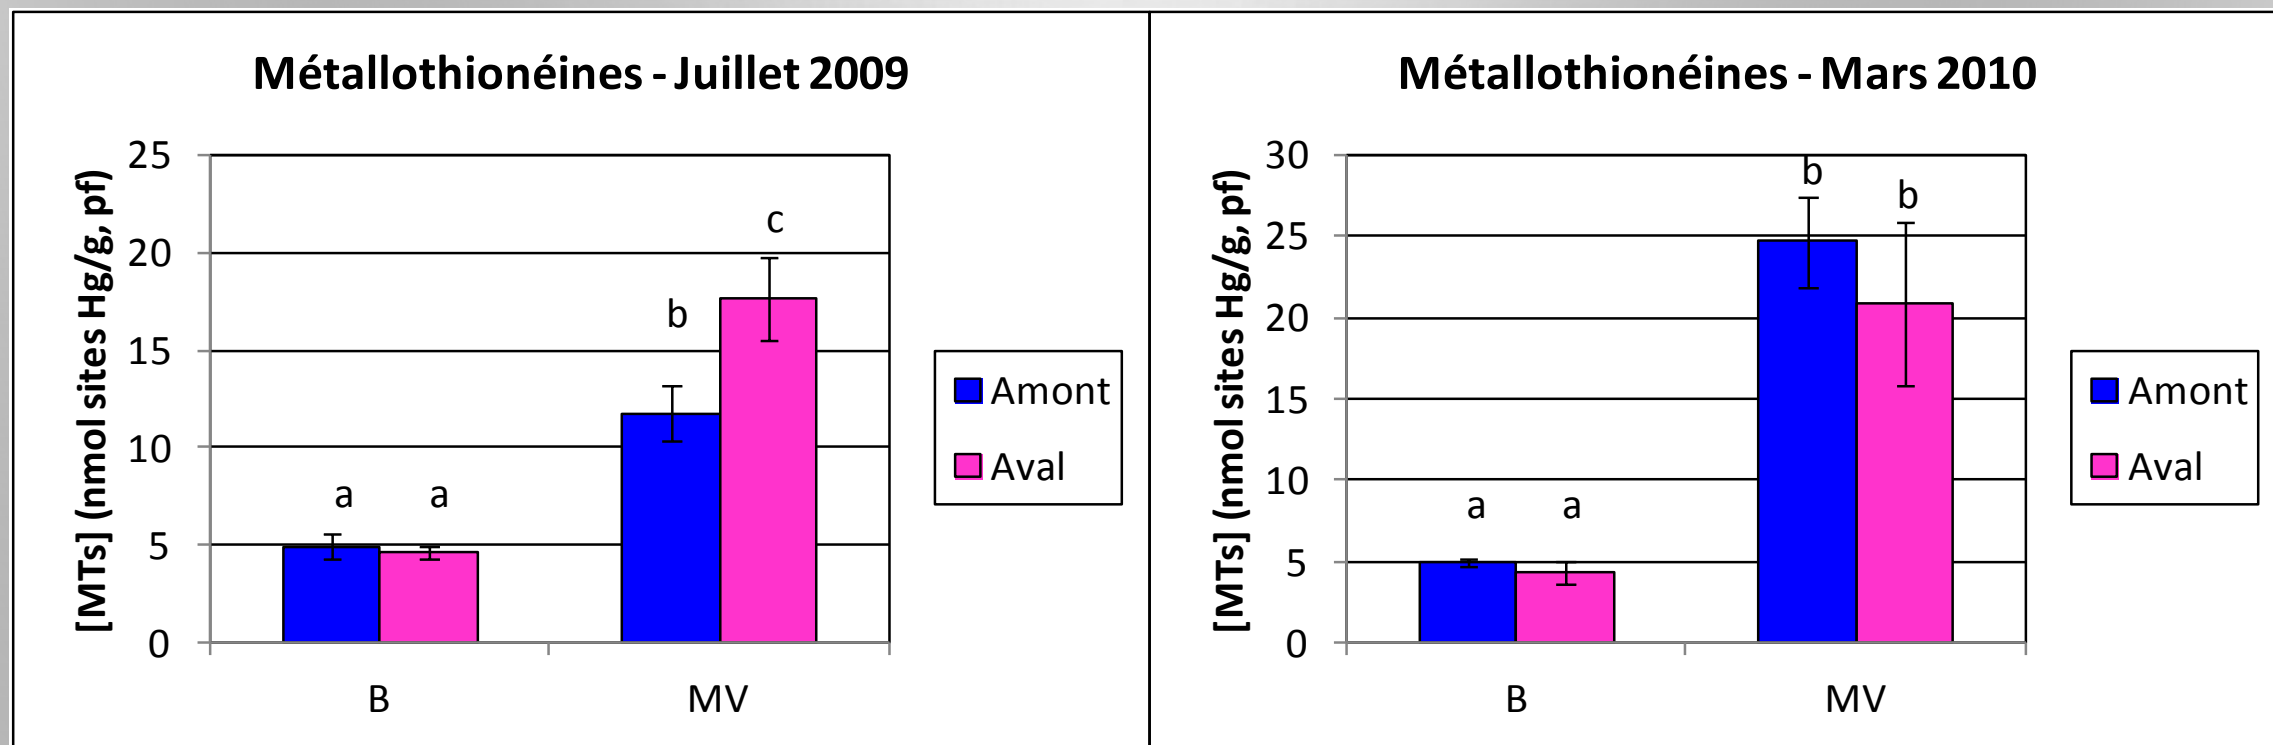 Métallothionéines - Juillet 2009
[MTs] (nmol sites Hg/g, pf)
25
20
15
10
5
0
a
a
b
c
B
MV
Amont
Aval
Métallothionéines - Mars 2010
[MTs] (nmol sites Hg/g, pf)
30
25
20
15
10
5
0
a
a
b
b
B
MV
Amont
Aval